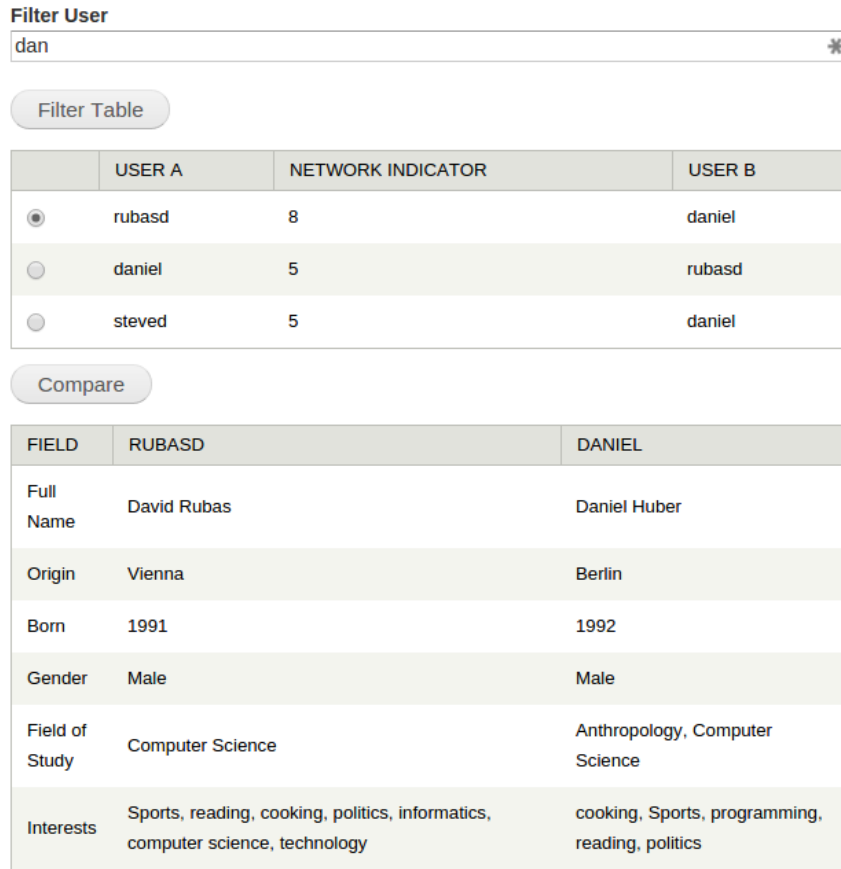 Filter User
dan
Filter Table
USER A NETWORK INDICATOR USER B
rubasd 8 daniel
daniel 5 rubasd
steved 5 daniel
Compare
FIELD RUBASD DANIEL
Full
Name David Rubas Daniel Huber
Origin Vienna Berlin
Born 1991 1992
Gender Male Male
Field of
Study Computer Science Anthropology, Computer
Science
Interests Sports, reading, cooking, politics, informatics,
computer science, technology cooking, Sports, programming,
reading, politics